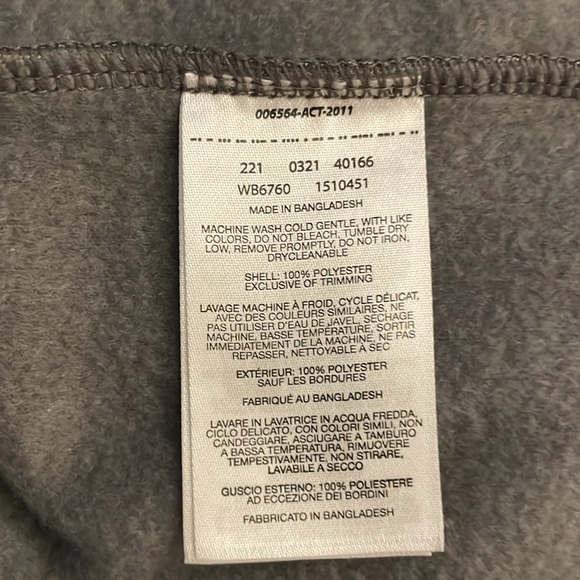 006564-ACT-2011
221 0321 40166
WB6760 1510451
MADE IN BANGLADESH
MACHINE WASH COLD GENTLE, WITH LIKE
COLORS, DO NOT BLEACH, TUMBLE DRY
LOW, REMOVE PROMPTLY, DO NOT IRON,
DRYCLEANABLE
SHELL: 100% POLYESTER
EXCLUSIVE OF TRIMMING
LAVAGE MACHINE À FROID, CYCLE DÉLICAT,
AVEC DES COULEURS SIMILAIRES, NE
PAS UTILISER D'EAU DE JAVEL, SECHAGE
MACHINE, BASSE TEMPERATURE, SORTIR
IMMEDIATEMENT DE LA MACHINE, NE PAS
REPASSER, NETTOYABLE À SEC
EXTÉRIEUR: 100% POLYESTER
SAUF LES BORDURES
FABRIQUÉ AU BANGLADESH
LAVARE IN LAVATRICE IN ACQUA FREDDA,
CICLO DELICATO, CON COLORI SIMILI, NON
CANDEGGIARE, ASCIUGARE A TAMBURO
A BASSA TEMPERATURA, RIMUOVERE
TEMPESTIVAMENTE, NON STIRARE,
LAVABILE A SECCO
GUSCIO ESTERNO: 100% POLIESTERE
AD ECCEZIONE DEI BORDINI
FABBRICATO IN BANGLADESH